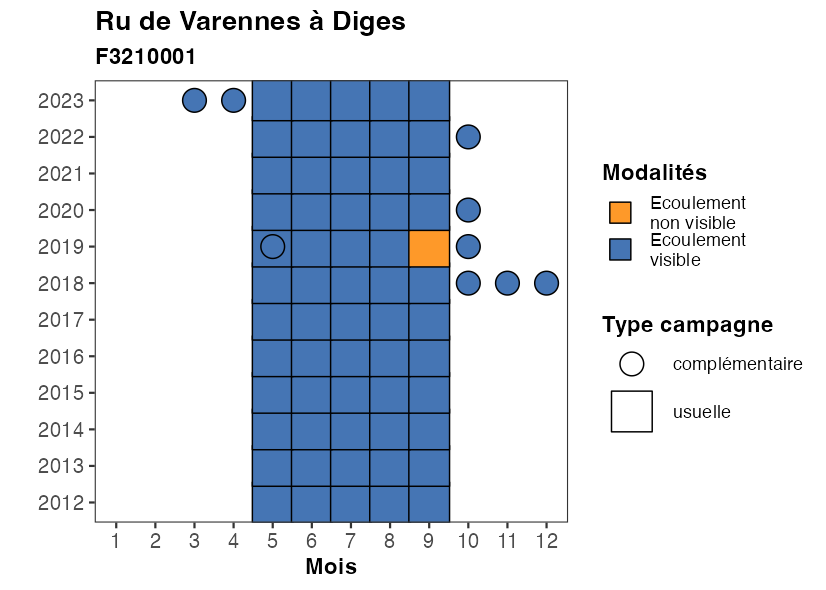 Ru de Varennes à Diges
F3210001
2023
2022
2021
2020
2019
2018
2017
2016
2015
2014
2013
2012
1 2 3 4 5 6 7 8 9 10 11 12
Mois
Modalités
Ecoulement
non visible
Ecoulement
visible
Type campagne
complémentaire
usuelle